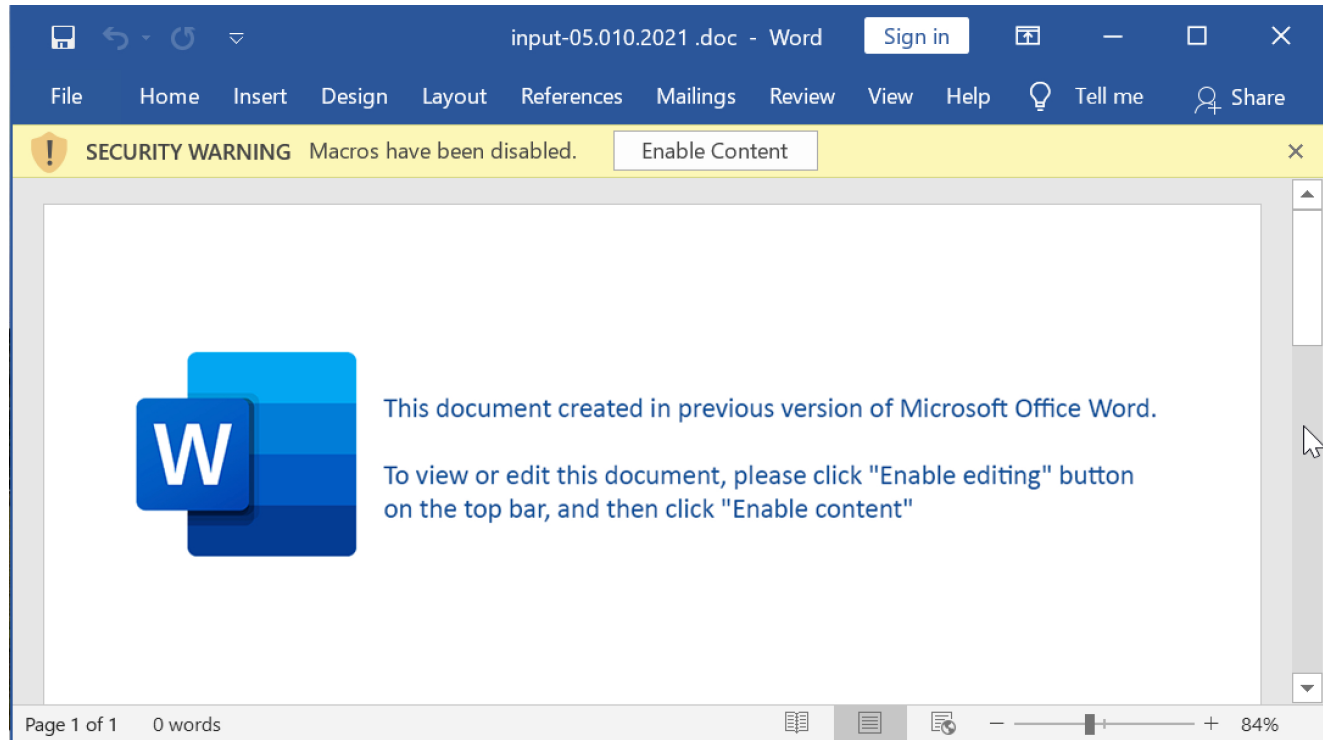 input-05.010.2021 .doc - Word Sign in
File Home Insert Design Layout References Mailings Review View Help Tell me Share
SECURITY WARNING Macros have been disabled. Enable Content
W
This document created in previous version of Microsoft Office Word.
To view or edit this document, please click "Enable editing" button
on the top bar, and then click "Enable content"
Page 1 of 1 0 words 84%